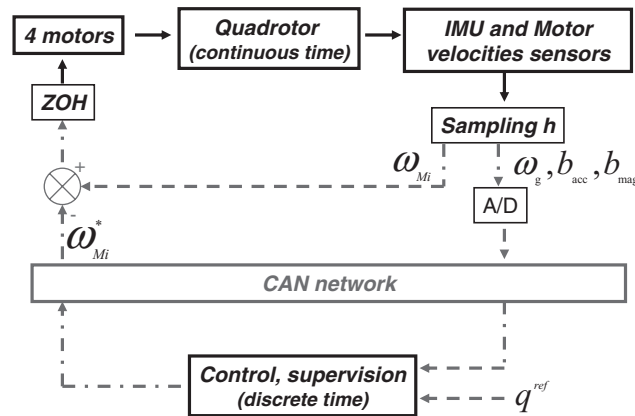 4 motors
Quadrotor
(continuous time)
IMU and Motor
velocities sensors
ZOH
Sampling h
+
ω_Mi
ω_g, b_acc, b_mag
A/D
-
ω*_Mi
CAN network
Control, supervision
(discrete time)
q^ref